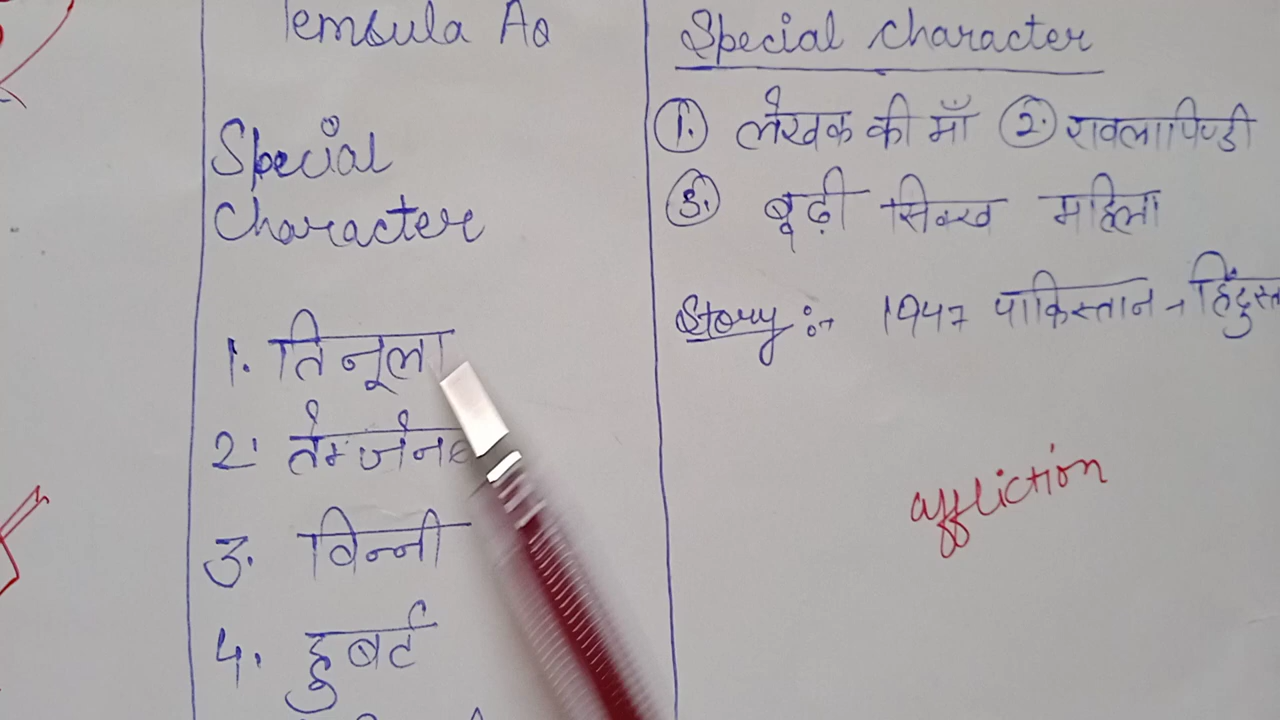 Temsula Ao
Special
Character
1. तिनूला
2.
3. विन्नी
4. हुबर्ट
Special Character
1. लेखक की माँ 2. रावलापिण्डी
3. बूढ़ी सिक्ख महिला
Story :- 1947 पाकिस्तान -
affliction